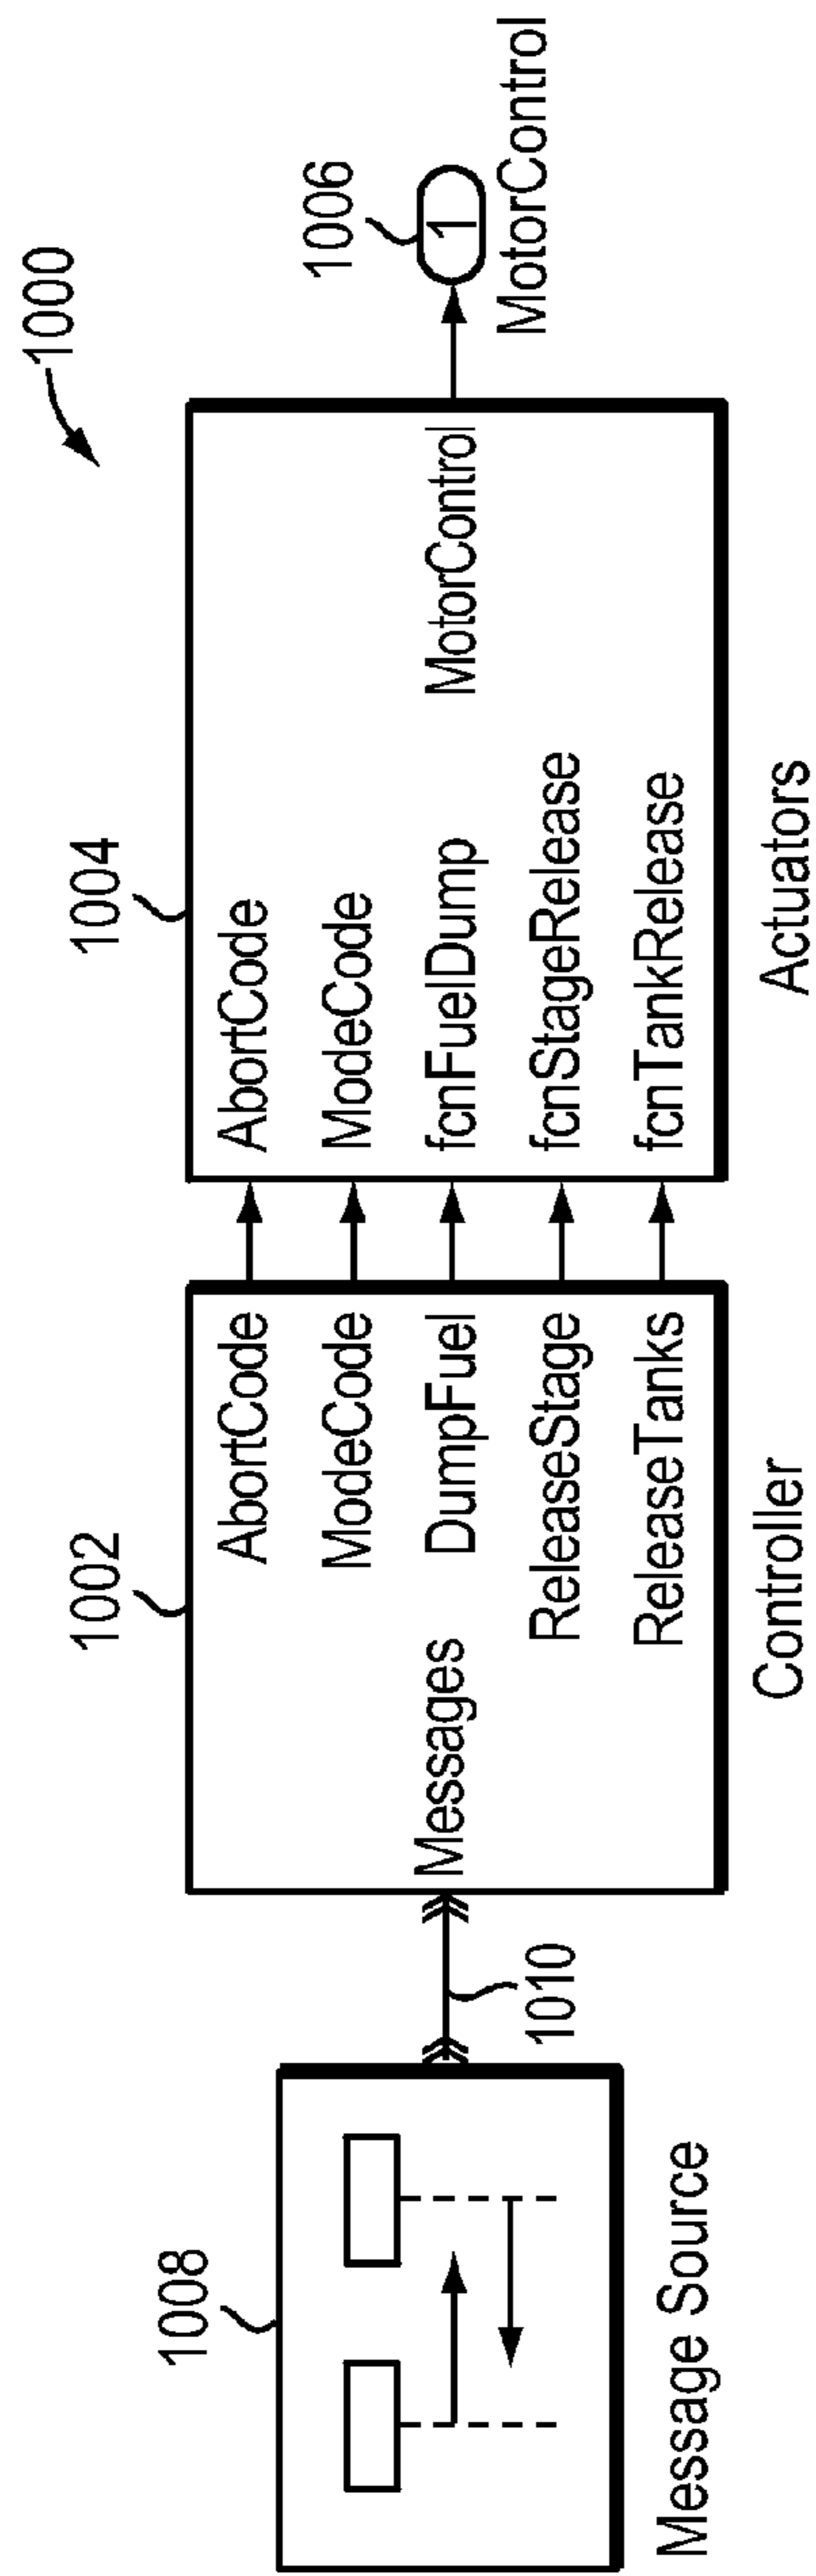 1000
1008
Message Source
1010
1002
Messages
AbortCode
ModeCode
DumpFuel
ReleaseStage
ReleaseTanks
Controller
1004
AbortCode
ModeCode
fcnFuelDump
fcnStageRelease
fcnTankRelease
MotorControl
Actuators
1006
1
MotorControl